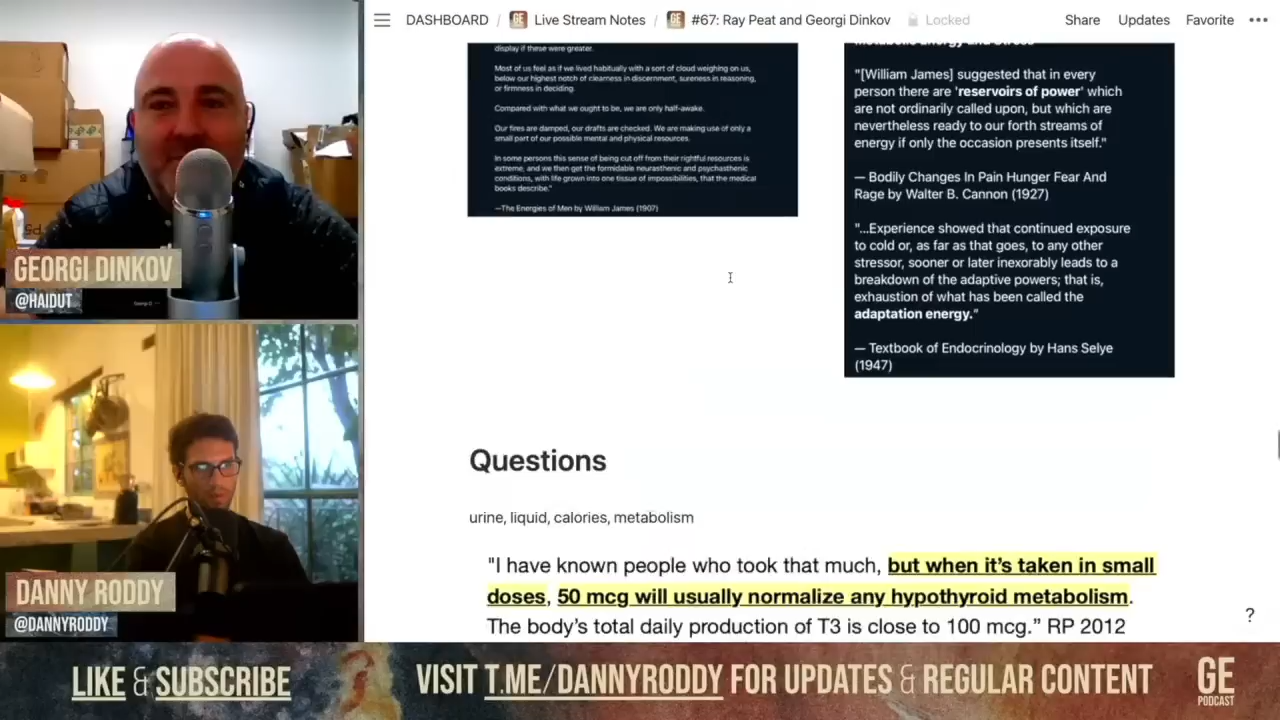 DASHBOARD / GE Live Stream Notes / GE #67: Ray Peat and Georgi Dinkov Locked Share Updates Favorite
display if these were greater.
Most of us feel as if we lived habitually with a sort of cloud weighing on us,
below our highest notch of clearness in discernment, sureness in reasoning,
or firmness in deciding.
Compared with what we ought to be, we are only half-awake.
Our fires are damped, our drafts are checked. We are making use of only a
small part of our possible mental and physical resources.
In some persons this sense of being cut off from their rightful resources is
extreme, and we then get the formidable neurasthenic and psychasthenic
conditions, with life grown into one tissue of impossibilities, that the medical
books describe."
—The Energies of Men by William James (1907)
Metabolic Energy and Stress
"[William James] suggested that in every
person there are 'reservoirs of power' which
are not ordinarily called upon, but which are
nevertheless ready to our forth streams of
energy if only the occasion presents itself."
— Bodily Changes In Pain Hunger Fear And
Rage by Walter B. Cannon (1927)
"...Experience showed that continued exposure
to cold or, as far as that goes, to any other
stressor, sooner or later inexorably leads to a
breakdown of the adaptive powers; that is,
exhaustion of what has been called the
adaptation energy."
— Textbook of Endocrinology by Hans Selye
(1947)
Questions
urine, liquid, calories, metabolism
"I have known people who took that much, but when it's taken in small
doses, 50 mcg will usually normalize any hypothyroid metabolism.
The body's total daily production of T3 is close to 100 mcg.” RP 2012
?
GEORGI DINKOV
@HAIDUT
DANNY RODDY
@DANNYRODDY
LIKE & SUBSCRIBE
VISIT T.ME/DANNYRODDY FOR UPDATES & REGULAR CONTENT
GE
PODCAST